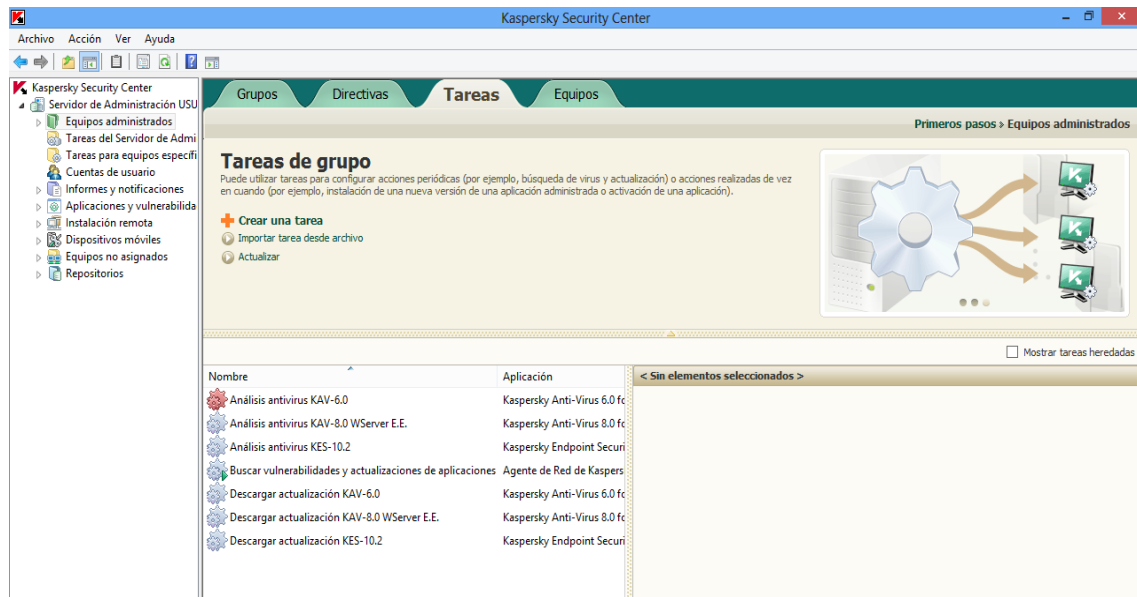 Kaspersky Security Center
Archivo Acción Ver Ayuda
Kaspersky Security Center
Servidor de Administración USU
Equipos administrados
Tareas del Servidor de Admi
Tareas para equipos específi
Cuentas de usuario
Informes y notificaciones
Aplicaciones y vulnerabilida
Instalación remota
Dispositivos móviles
Equipos no asignados
Repositorios
Grupos Directivas Tareas Equipos
Primeros pasos › Equipos administrados
Tareas de grupo
Puede utilizar tareas para configurar acciones periódicas (por ejemplo, búsqueda de virus y actualización) o acciones realizadas de vez
en cuando (por ejemplo, instalación de una nueva versión de una aplicación administrada o activación de una aplicación).
Crear una tarea
Importar tarea desde archivo
Actualizar
Mostrar tareas heredadas
Nombre Aplicación
< Sin elementos seleccionados >
Análisis antivirus KAV-6.0 Kaspersky Anti-Virus 6.0 fo
Análisis antivirus KAV-8.0 WServer E.E. Kaspersky Anti-Virus 8.0 fo
Análisis antivirus KES-10.2 Kaspersky Endpoint Securi
Buscar vulnerabilidades y actualizaciones de aplicaciones Agente de Red de Kaspers
Descargar actualización KAV-6.0 Kaspersky Anti-Virus 6.0 fo
Descargar actualización KAV-8.0 WServer E.E. Kaspersky Anti-Virus 8.0 fo
Descargar actualización KES-10.2 Kaspersky Endpoint Securi